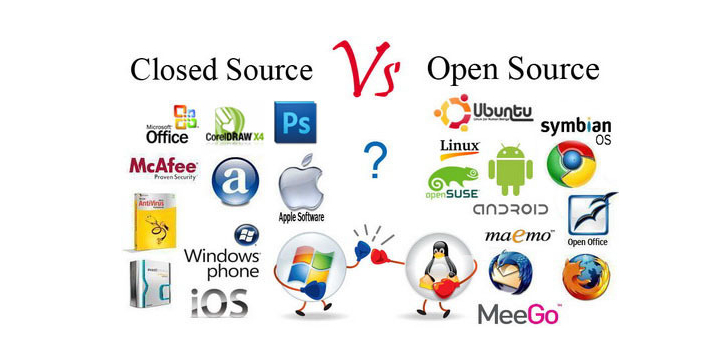 Closed Source
Vs
Open Source
Microsoft
Office
CorelDRAW X4
Ps
Ubuntu
symbian
OS
McAfee
Proven Security
a
Apple Software
?
Linux
openSUSE
ANDROID
AntiVirus
Windows
phone
iOS
maemo
Open Office
MeeGo